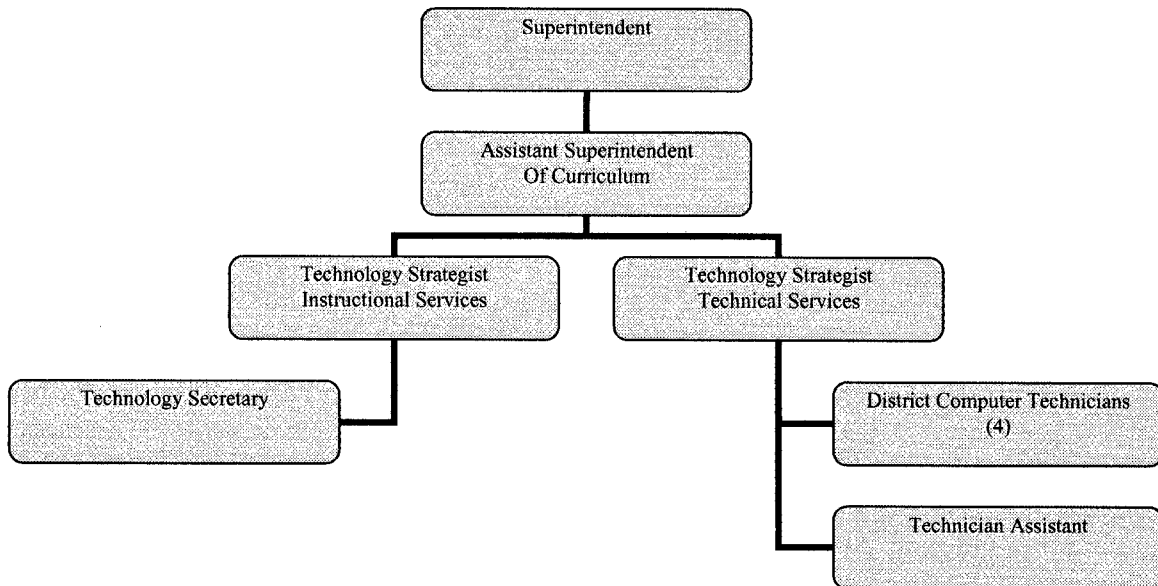 Superintendent
Assistant Superintendent
Of Curriculum
Technology Strategist
Instructional Services
Technology Strategist
Technical Services
Technology Secretary
District Computer Technicians
(4)
Technician Assistant